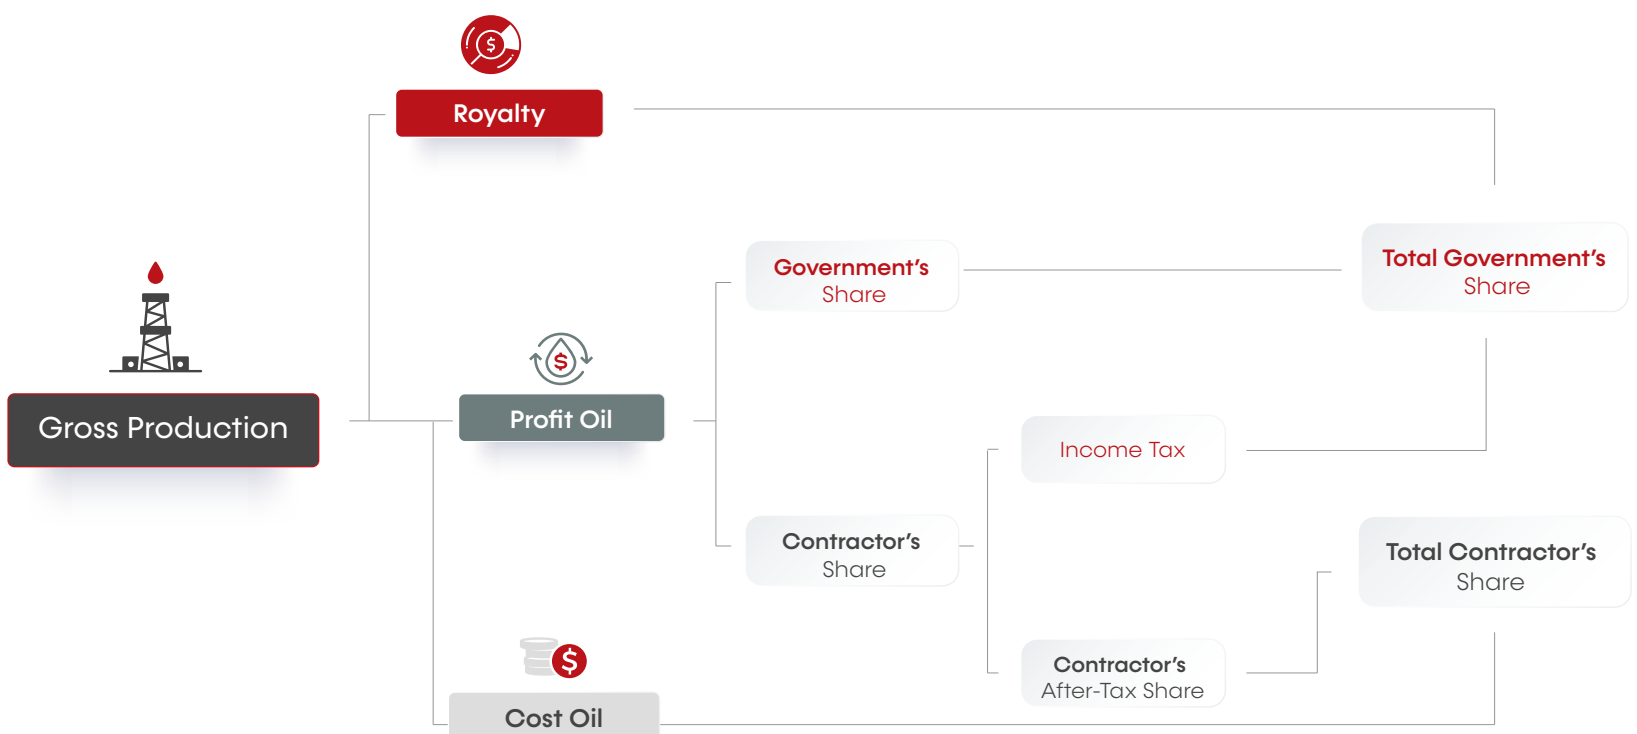 $
Royalty
Government's
Share
Total Government's
Share
$
Gross Production
Profit Oil
Income Tax
Contractor's
Share
Total Contractor's
Share
$
Contractor's
After-Tax Share
Cost Oil